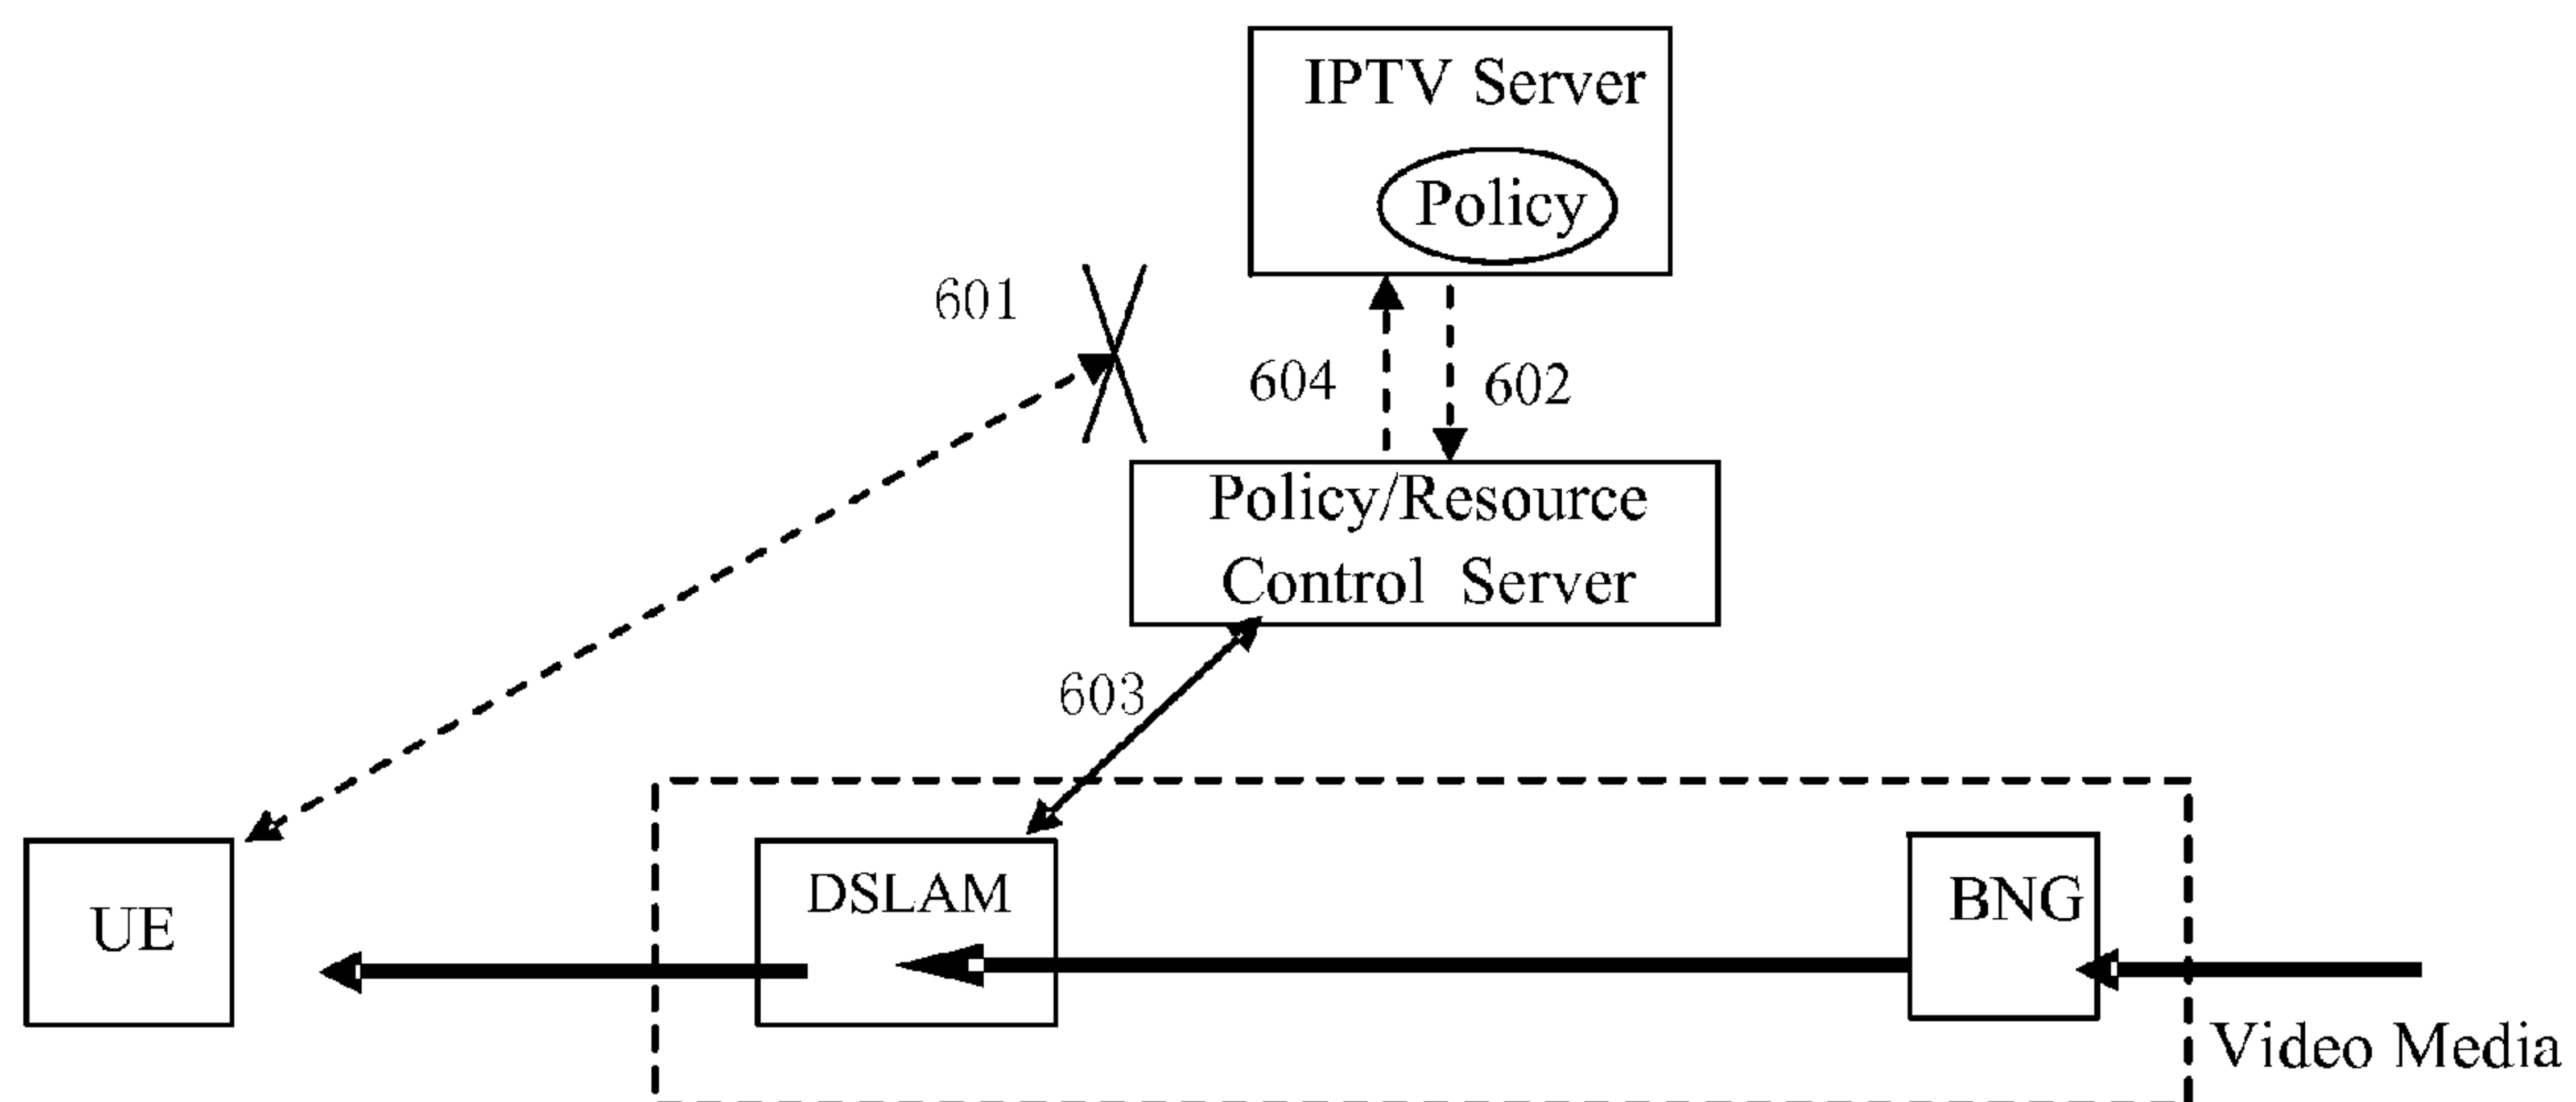 IPTV Server
Policy
601
604
602
Policy/Resource
Control Server
603
UE
DSLAM
BNG
Video Media